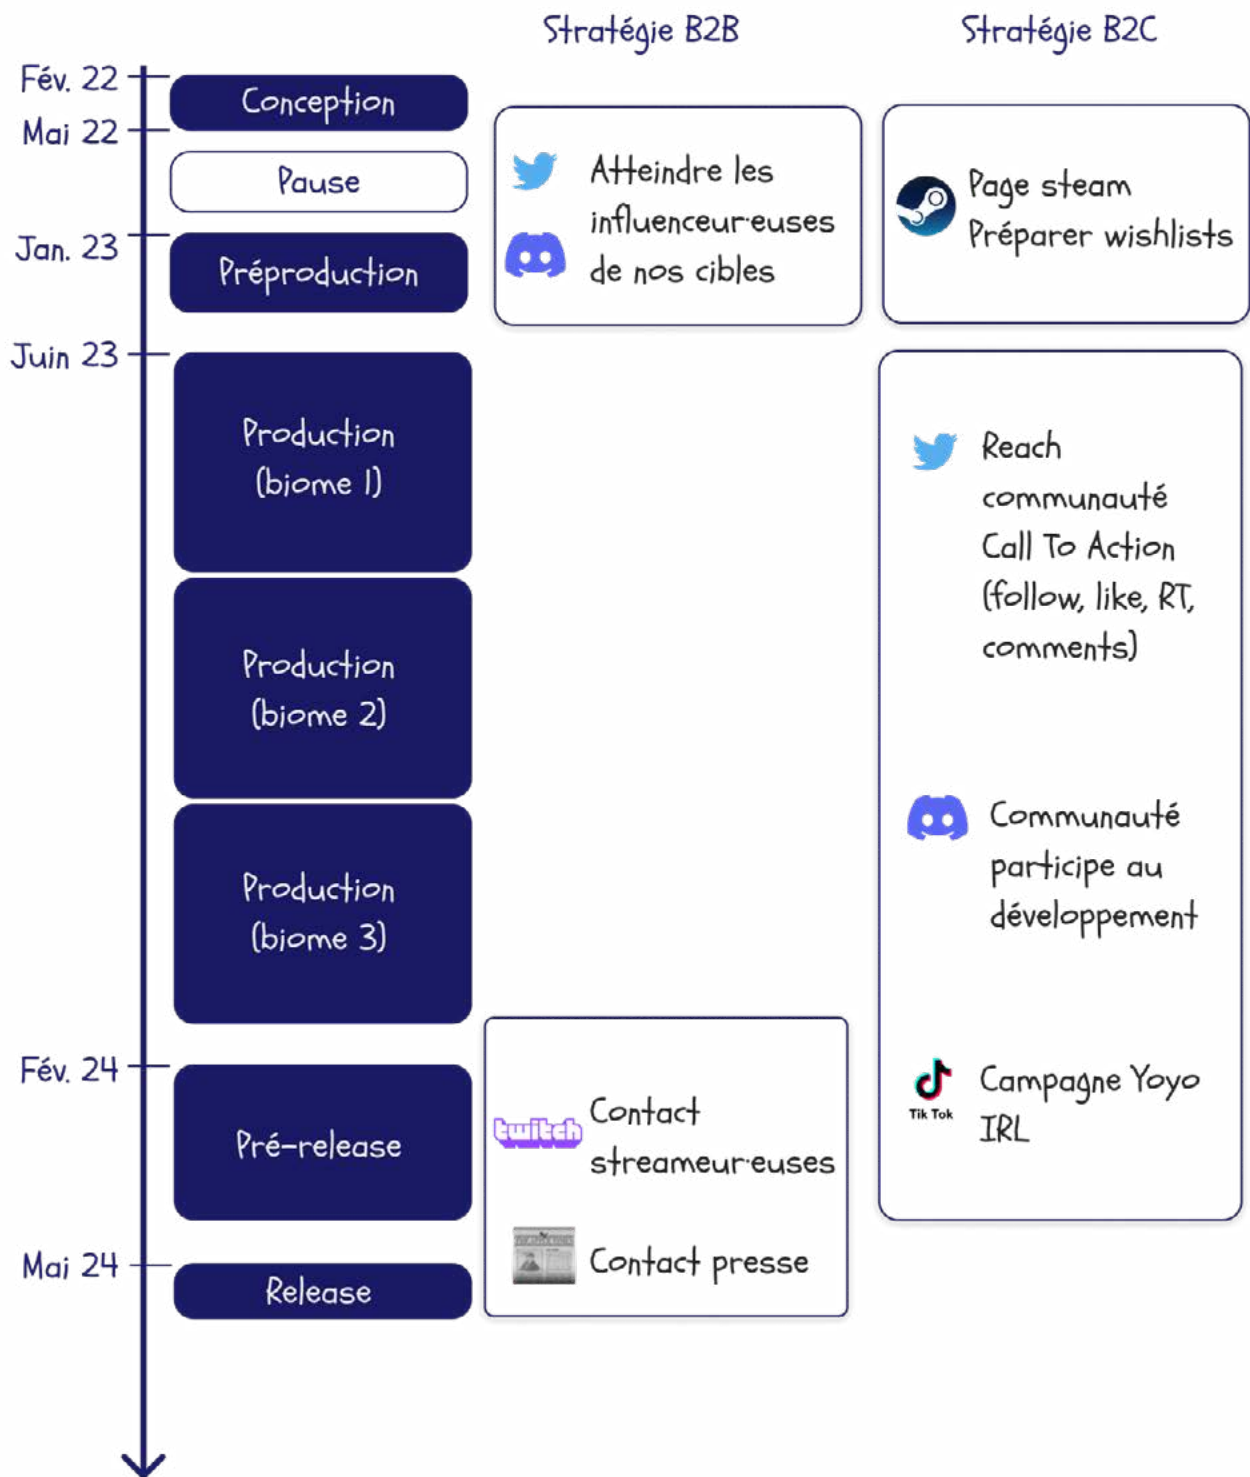 Stratégie B2B
Stratégie B2C
Fév. 22
Conception
Mai 22
Pause
Jan. 23
Préproduction
Atteindre les
influenceur·euses
de nos cibles
Page steam
Préparer wishlists
Juin 23
Production
(biome 1)
Production
(biome 2)
Production
(biome 3)
Reach
communauté
Call To Action
(follow, like, RT,
comments)
Communauté
participe au
développement
Tik Tok
Campagne Yoyo
IRL
Fév. 24
Pré-release
twitch
Contact
streameur·euses
Contact presse
Mai 24
Release